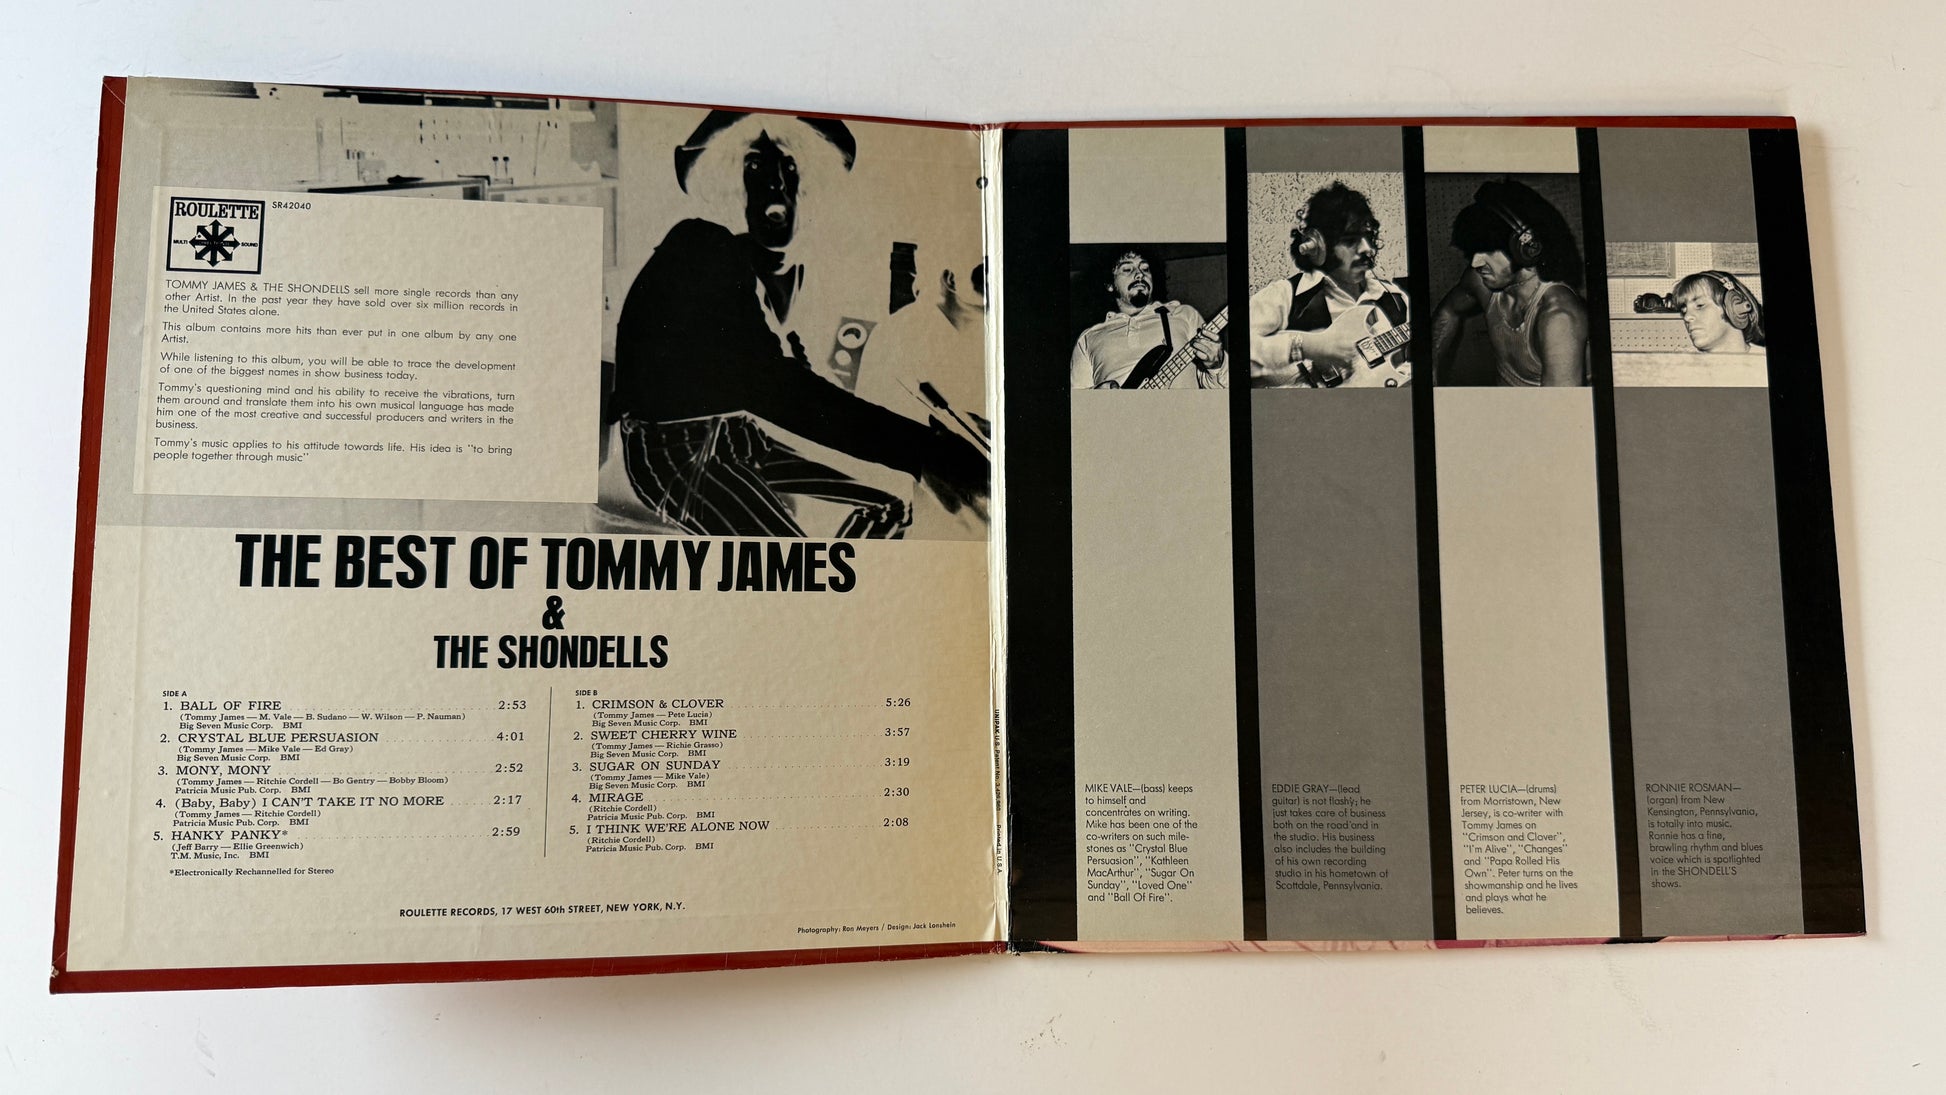 ROULETTE
MULTI
SOUND
SR42040
TOMMY JAMES & THE SHONDELLS sell more single records than any
other Artist. In the past year they have sold over six million records in
the United States alone.
This album contains more hits than ever put in one album by any one
Artist.
While listening to this album, you will be able to trace the development
of one of the biggest names in show business today.
Tommy's questioning mind and his ability to receive the vibrations, turn
them around and translate them into his own musical language has made
him one of the most creative and successful producers and writers in the
business.
Tommy's music applies to his attitude towards life. His idea is "to bring
people together through music"
THE BEST OF TOMMY JAMES
&
THE SHONDELLS
SIDE A
1. BALL OF FIRE 2:53
(Tommy James — M. Vale — B. Sudano — W. Wilson — P. Nauman)
Big Seven Music Corp. BMI
2. CRYSTAL BLUE PERSUASION 4:01
(Tommy James — Mike Vale — Ed Gray)
Big Seven Music Corp. BMI
3. MONY, MONY 2:52
(Tommy James — Ritchie Cordell — Bo Gentry — Bobby Bloom)
Patricia Music Pub. Corp. BMI
4. (Baby, Baby) I CAN'T TAKE IT NO MORE 2:17
(Tommy James — Ritchie Cordell)
Patricia Music Pub. Corp. BMI
5. HANKY PANKY* 2:59
(Jeff Barry — Ellie Greenwich)
T.M. Music, Inc. BMI
*Electronically Rechannelled for Stereo
SIDE B
1. CRIMSON & CLOVER 5:26
(Tommy James — Pete Lucia)
Big Seven Music Corp. BMI
2. SWEET CHERRY WINE 3:57
(Tommy James — Richie Grasso)
Big Seven Music Corp. BMI
3. SUGAR ON SUNDAY 3:19
(Tommy James — Mike Vale)
Big Seven Music Corp. BMI
4. MIRAGE 2:30
(Ritchie Cordell)
Patricia Music Pub. Corp. BMI
5. I THINK WE'RE ALONE NOW 2:08
(Ritchie Cordell)
Patricia Music Pub. Corp. BMI
ROULETTE RECORDS, 17 WEST 60th STREET, NEW YORK, N.Y.
Photography: Ron Meyers / Design: Jack Lonshein
UNIPAK U.S. Patent No. Printed in U.S.A.
MIKE VALE—(bass) keeps
to himself and
concentrates on writing.
Mike has been one of the
co-writers on such mile-
stones as "Crystal Blue
Persuasion", "Kathleen
MacArthur", "Sugar On
Sunday", "Loved One"
and "Ball Of Fire".
EDDIE GRAY—(lead
guitar) is not flashy; he
just takes care of business
both on the road and in
the studio. His business
also includes the building
of his own recording
studio in his hometown of
Scottdale, Pennsylvania.
PETER LUCIA—(drums)
from Morristown, New
Jersey, is co-writer with
Tommy James on
"Crimson and Clover",
"I'm Alive", "Changes"
and "Papa Rolled His
Own". Peter turns on the
showmanship and he lives
and plays what he
believes.
RONNIE ROSMAN—
(organ) from New
Kensington, Pennsylvania,
is totally into music.
Ronnie has a fine,
brawling rhythm and blues
voice which is spotlighted
in the SHONDELL'S
shows.